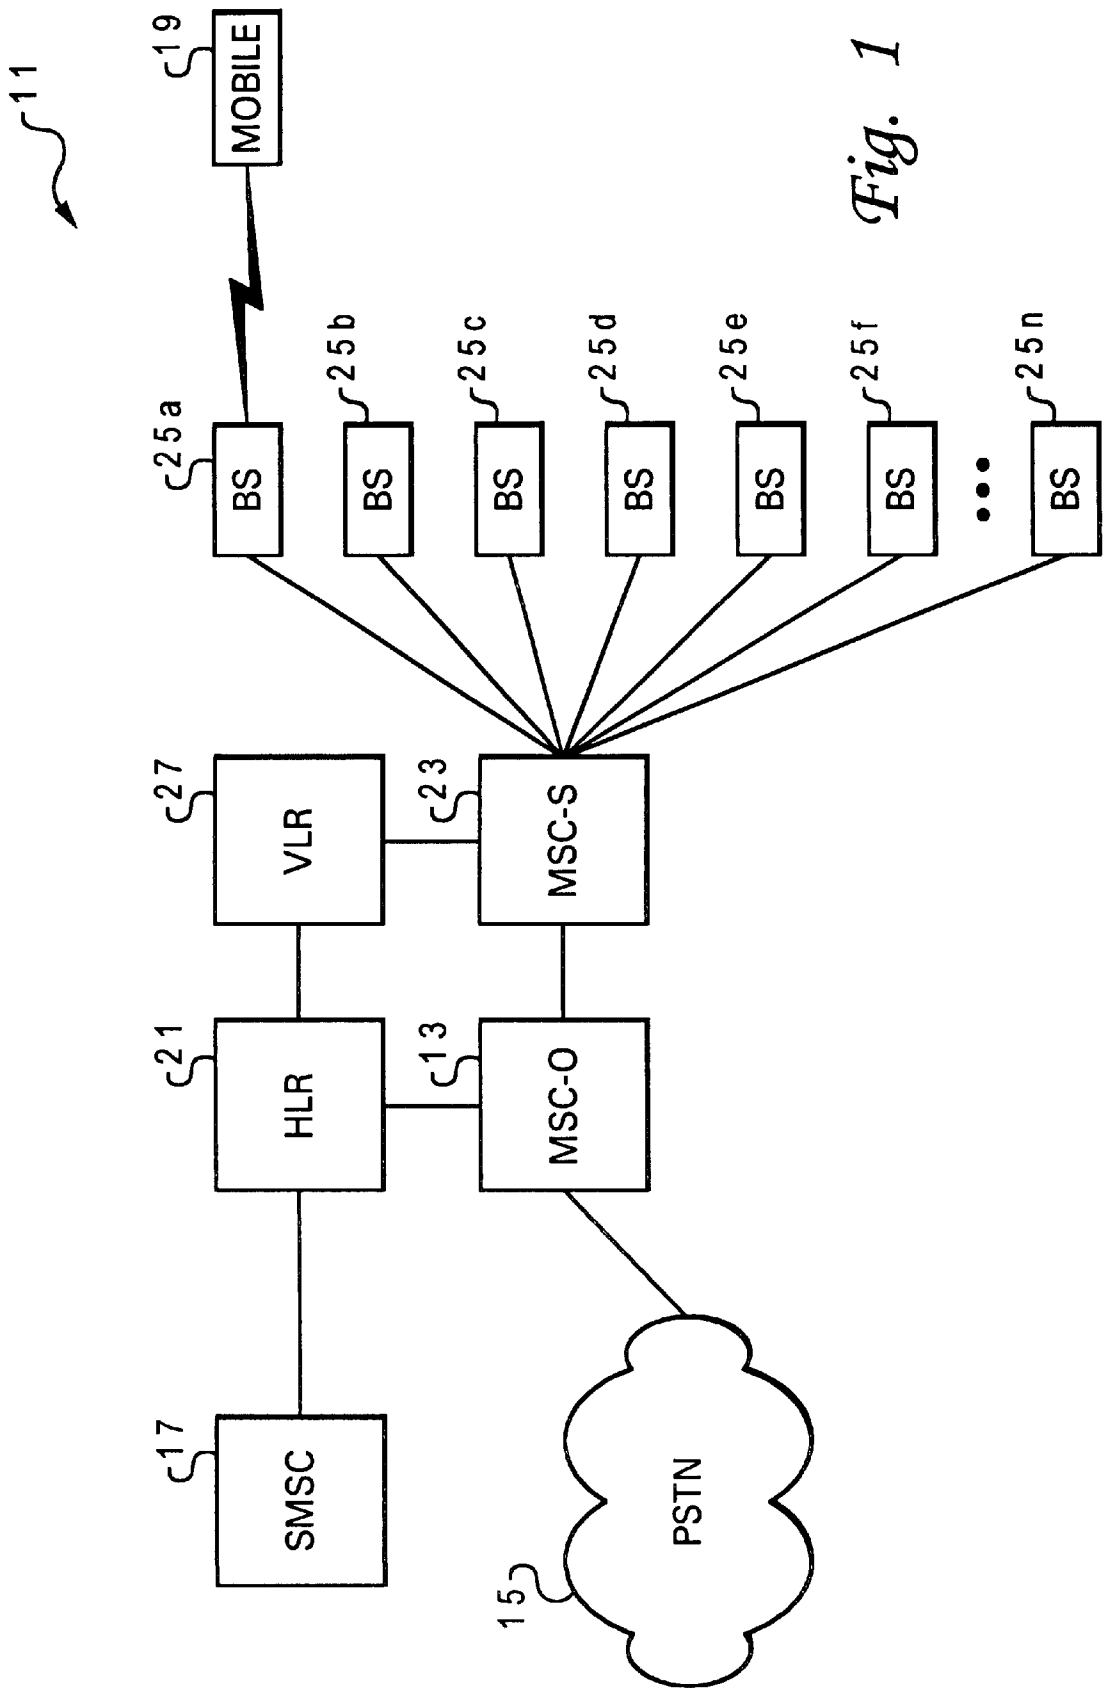 11
19
MOBILE
25a
BS
25b
BS
25c
BS
25d
BS
25e
BS
25f
BS
25n
BS
27
VLR
23
MSC-S
21
HLR
13
MSC-O
17
SMSC
15
PSTN
Fig. 1